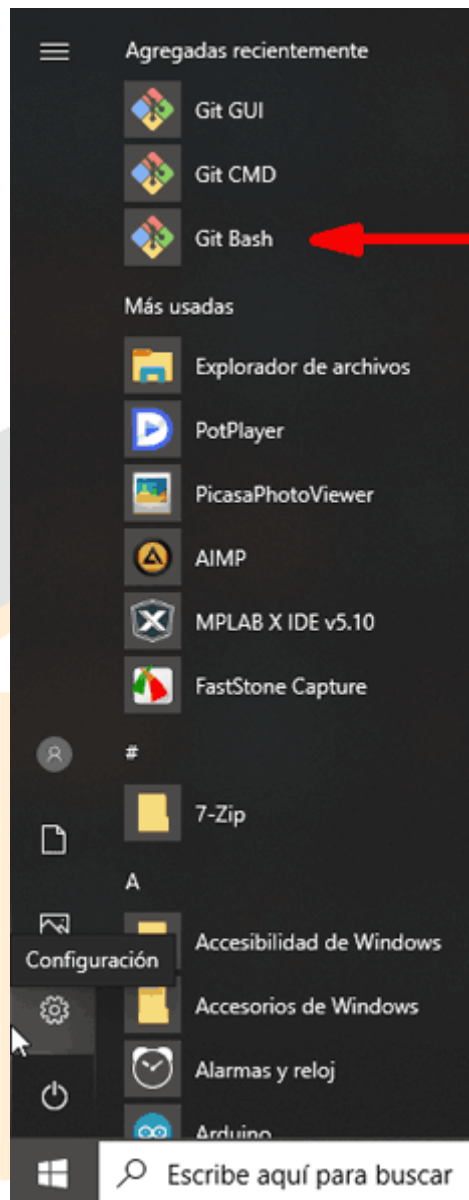 Agregadas recientemente
Git GUI
Git CMD
Git Bash
Más usadas
Explorador de archivos
PotPlayer
PicasaPhotoViewer
AIMP
MPLAB X IDE v5.10
FastStone Capture
#
7-Zip
A
Accesibilidad de Windows
Configuración
Accesorios de Windows
Alarmas y reloj
Arduino
Escribe aquí para buscar